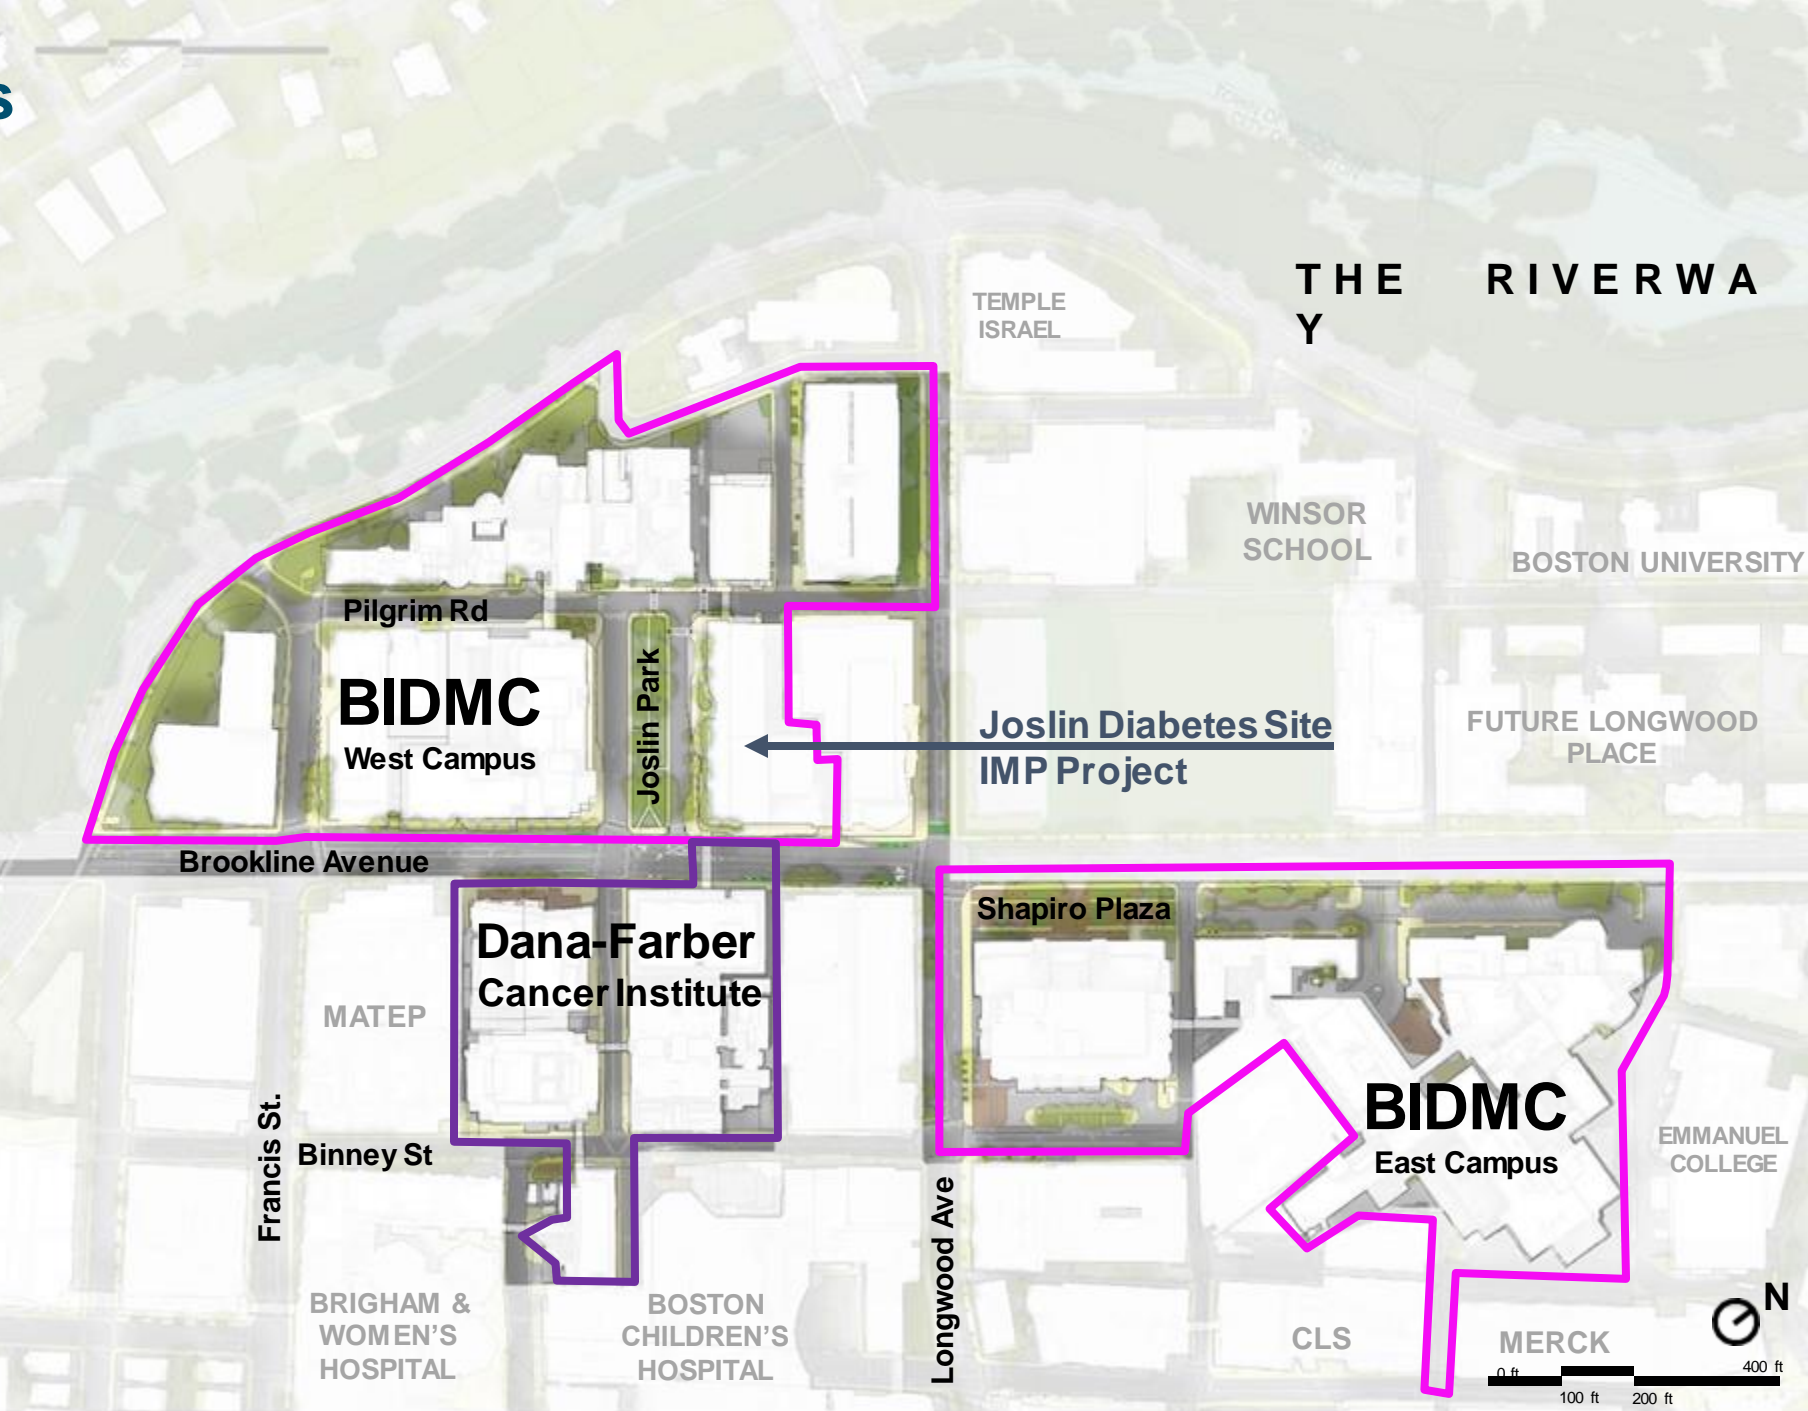 s
THE RIVERWA
Y
TEMPLE
ISRAEL
WINSOR
SCHOOL
BOSTON UNIVERSITY
Pilgrim Rd
BIDMC
West Campus
Joslin Park
Joslin Diabetes Site
IMP Project
FUTURE LONGWOOD
PLACE
Brookline Avenue
Shapiro Plaza
Dana-Farber
Cancer Institute
MATEP
BIDMC
East Campus
EMMANUEL
COLLEGE
Francis St.
Binney St
Longwood Ave
BRIGHAM &
WOMEN'S
HOSPITAL
BOSTON
CHILDREN'S
HOSPITAL
CLS
MERCK
N
0 ft
400 ft
100 ft
200 ft